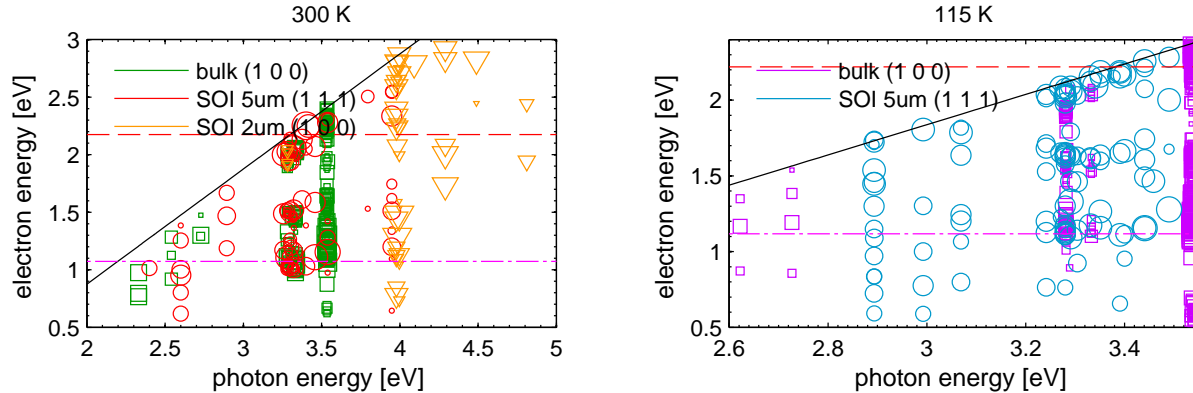 300 K
3
2.5
2
1.5
1
0.5
electron energy [eV]
bulk (1 0 0)
SOI 5um (1 1 1)
SOI 2um (1 0 0)
2 2.5 3 3.5 4 4.5 5
photon energy [eV]
115 K
2
1.5
1
0.5
electron energy [eV]
bulk (1 0 0)
SOI 5um (1 1 1)
2.6 2.8 3 3.2 3.4
photon energy [eV]